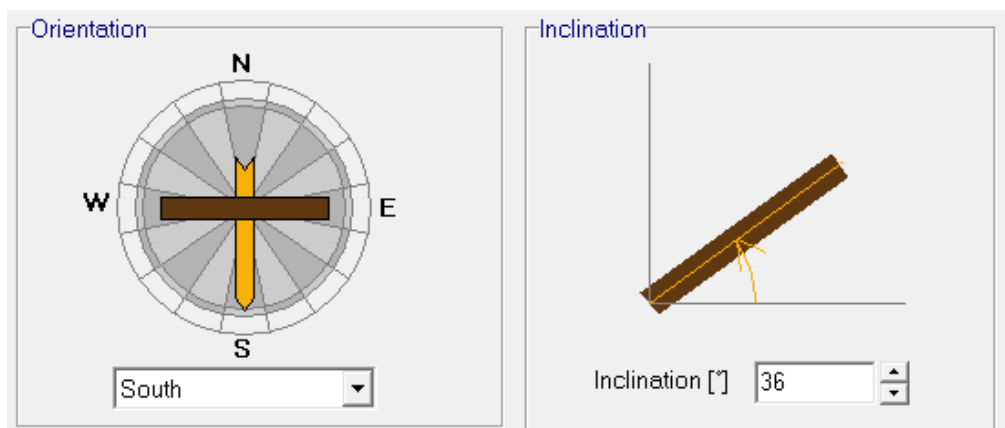 Orientation
N
W
E
S
South
Inclination
Inclination [°] 36